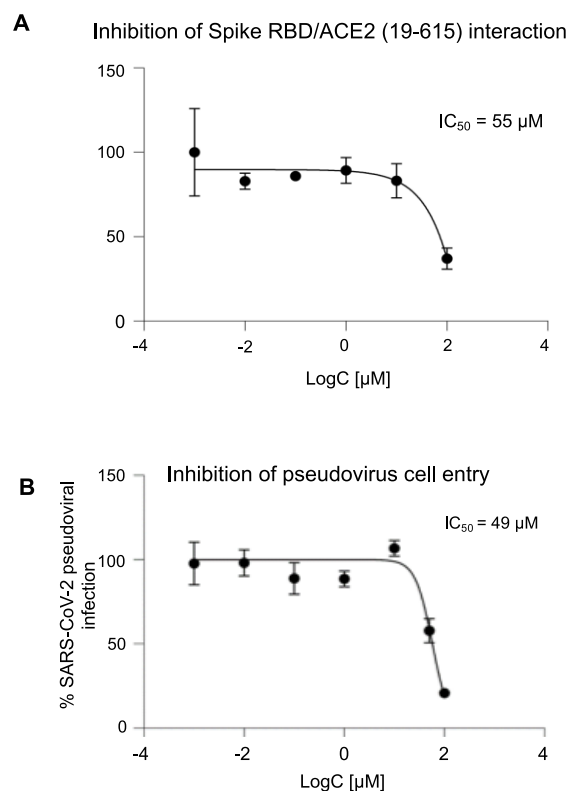 A
Inhibition of Spike RBD/ACE2 (19-615) interaction
150
IC50 = 55 µM
100
50
0
-4
-2
0
2
4
LogC [µM]
B
Inhibition of pseudovirus cell entry
150
IC50 = 49 µM
% SARS-CoV-2 pseudoviral
infection
100
50
0
-4
-2
0
2
4
LogC [µM]